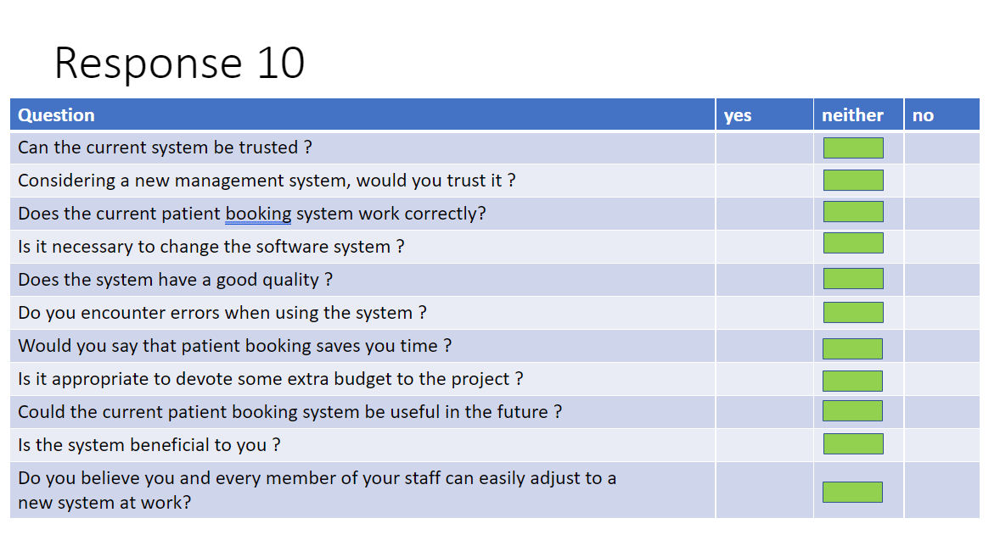 Response 10
Question yes neither no
Can the current system be trusted ?
Considering a new management system, would you trust it ?
Does the current patient booking system work correctly?
Is it necessary to change the software system ?
Does the system have a good quality ?
Do you encounter errors when using the system ?
Would you say that patient booking saves you time ?
Is it appropriate to devote some extra budget to the project ?
Could the current patient booking system be useful in the future ?
Is the system beneficial to you ?
Do you believe you and every member of your staff can easily adjust to a
new system at work?